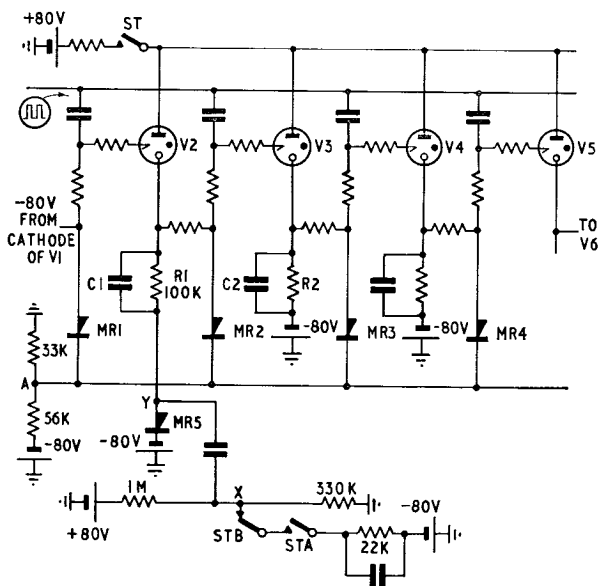 +80V
ST
V2
V3
V4
V5
-80V
FROM
CATHODE
OF V1
TO
V6
C1
R1
100K
C2
R2
-80V
-80V
MR1
MR2
MR3
MR4
33K
A
56K
-80V
Y
MR5
-80V
1M
X
330K
-80V
+80V
STB
STA
22K